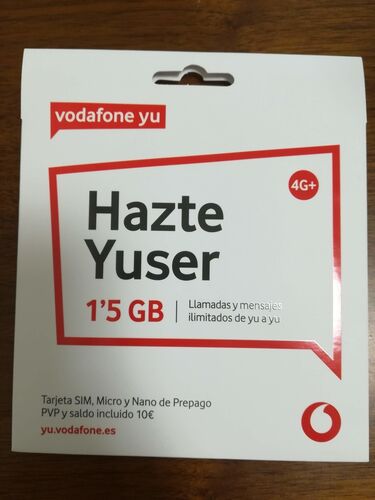 vodafone yu
4G+
Hazte
Yuser
1'5 GB
Llamadas y mensajes
ilimitados de yu a yu
Tarjeta SIM, Micro y Nano de Prepago
PVP y saldo incluido 10€
yu.vodafone.es